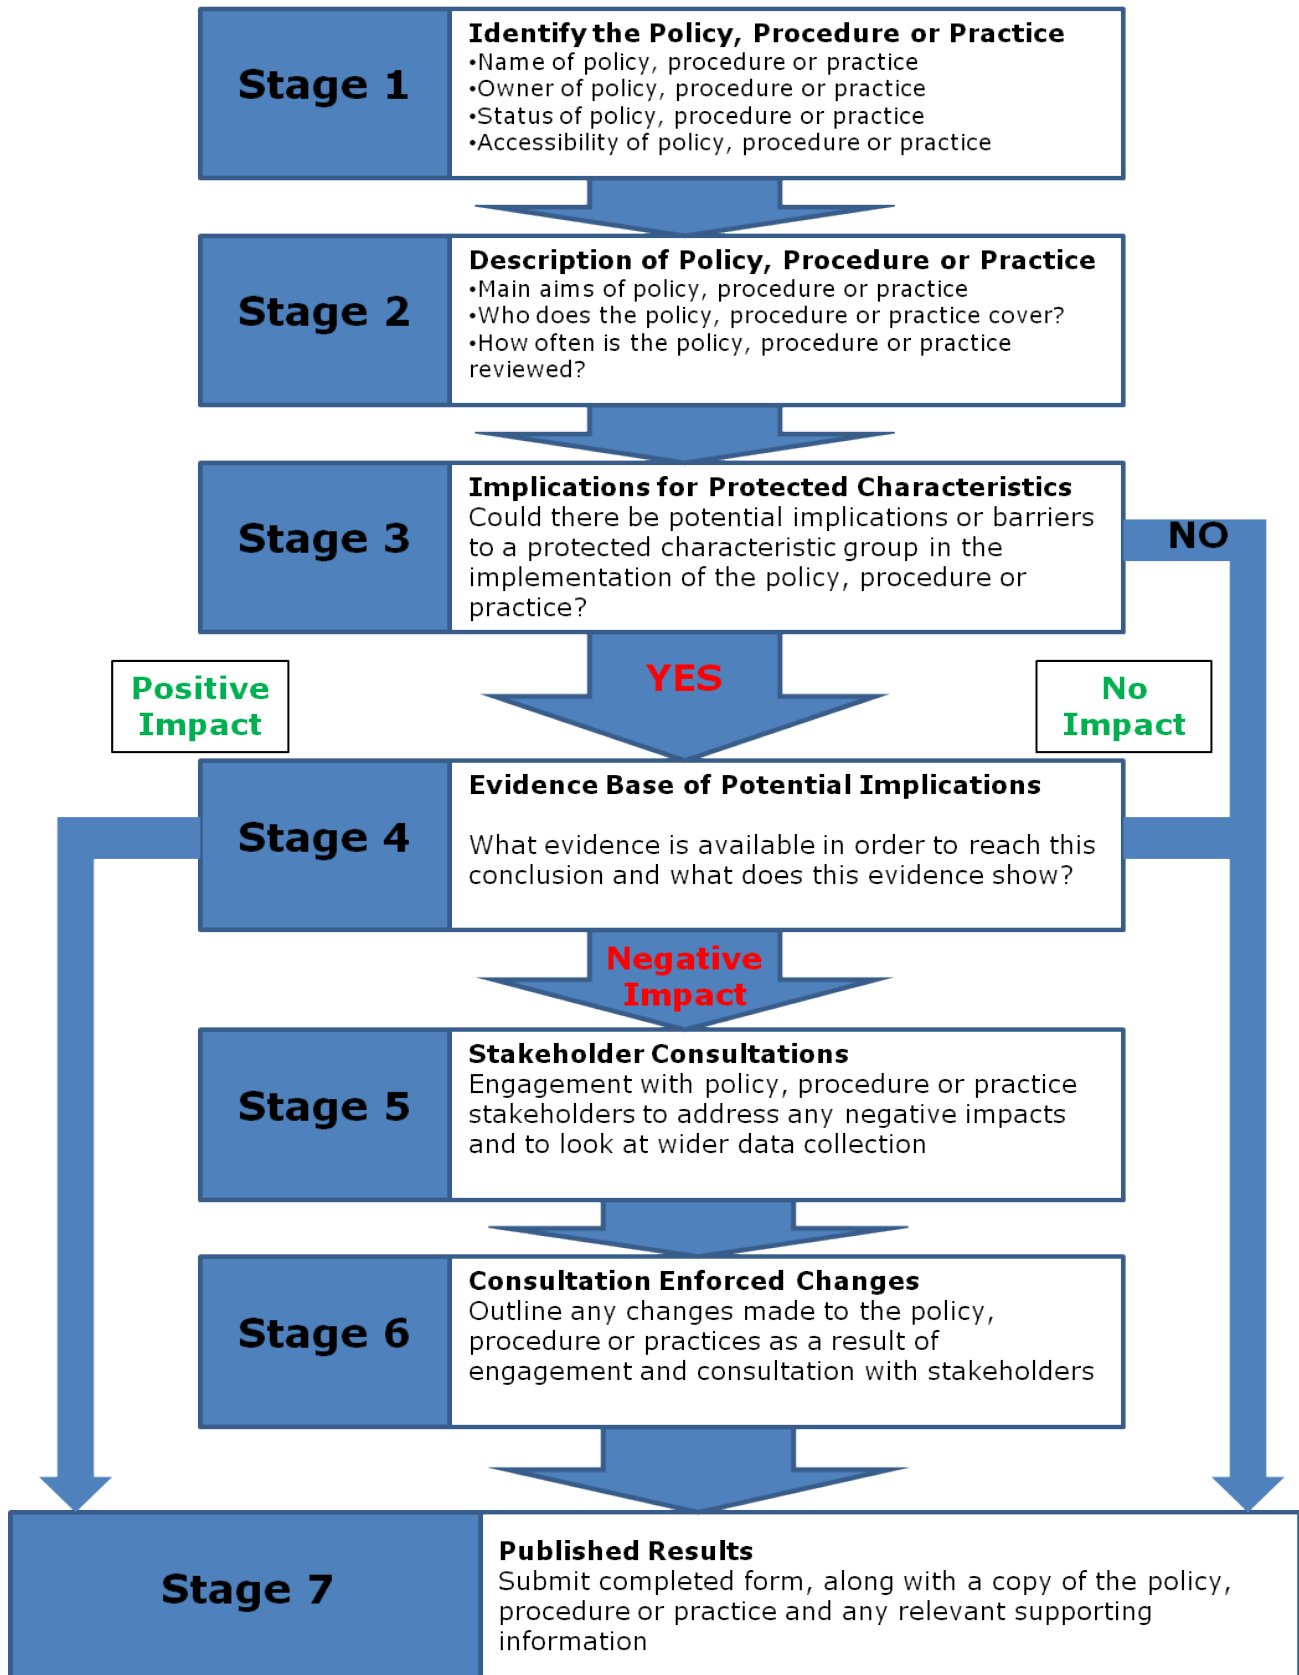 Stage 1
Identify the Policy, Procedure or Practice
•Name of policy, procedure or practice
•Owner of policy, procedure or practice
•Status of policy, procedure or practice
•Accessibility of policy, procedure or practice
Stage 2
Description of Policy, Procedure or Practice
•Main aims of policy, procedure or practice
•Who does the policy, procedure or practice cover?
•How often is the policy, procedure or practice
reviewed?
Stage 3
Implications for Protected Characteristics
Could there be potential implications or barriers
to a protected characteristic group in the
implementation of the policy, procedure or
practice?
NO
YES
Positive
Impact
No
Impact
Stage 4
Evidence Base of Potential Implications
What evidence is available in order to reach this
conclusion and what does this evidence show?
Negative
Impact
Stage 5
Stakeholder Consultations
Engagement with policy, procedure or practice
stakeholders to address any negative impacts
and to look at wider data collection
Stage 6
Consultation Enforced Changes
Outline any changes made to the policy,
procedure or practices as a result of
engagement and consultation with stakeholders
Stage 7
Published Results
Submit completed form, along with a copy of the policy,
procedure or practice and any relevant supporting
information